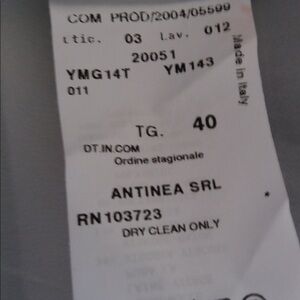 COM PROD/2004/05599
tic. 03 Lav. 012
20051
YMG14T YM143
011
Made in Italy
TG. 40
DT.IN.COM
Ordine stagionale
ANTINEA SRL
RN103723
DRY CLEAN ONLY